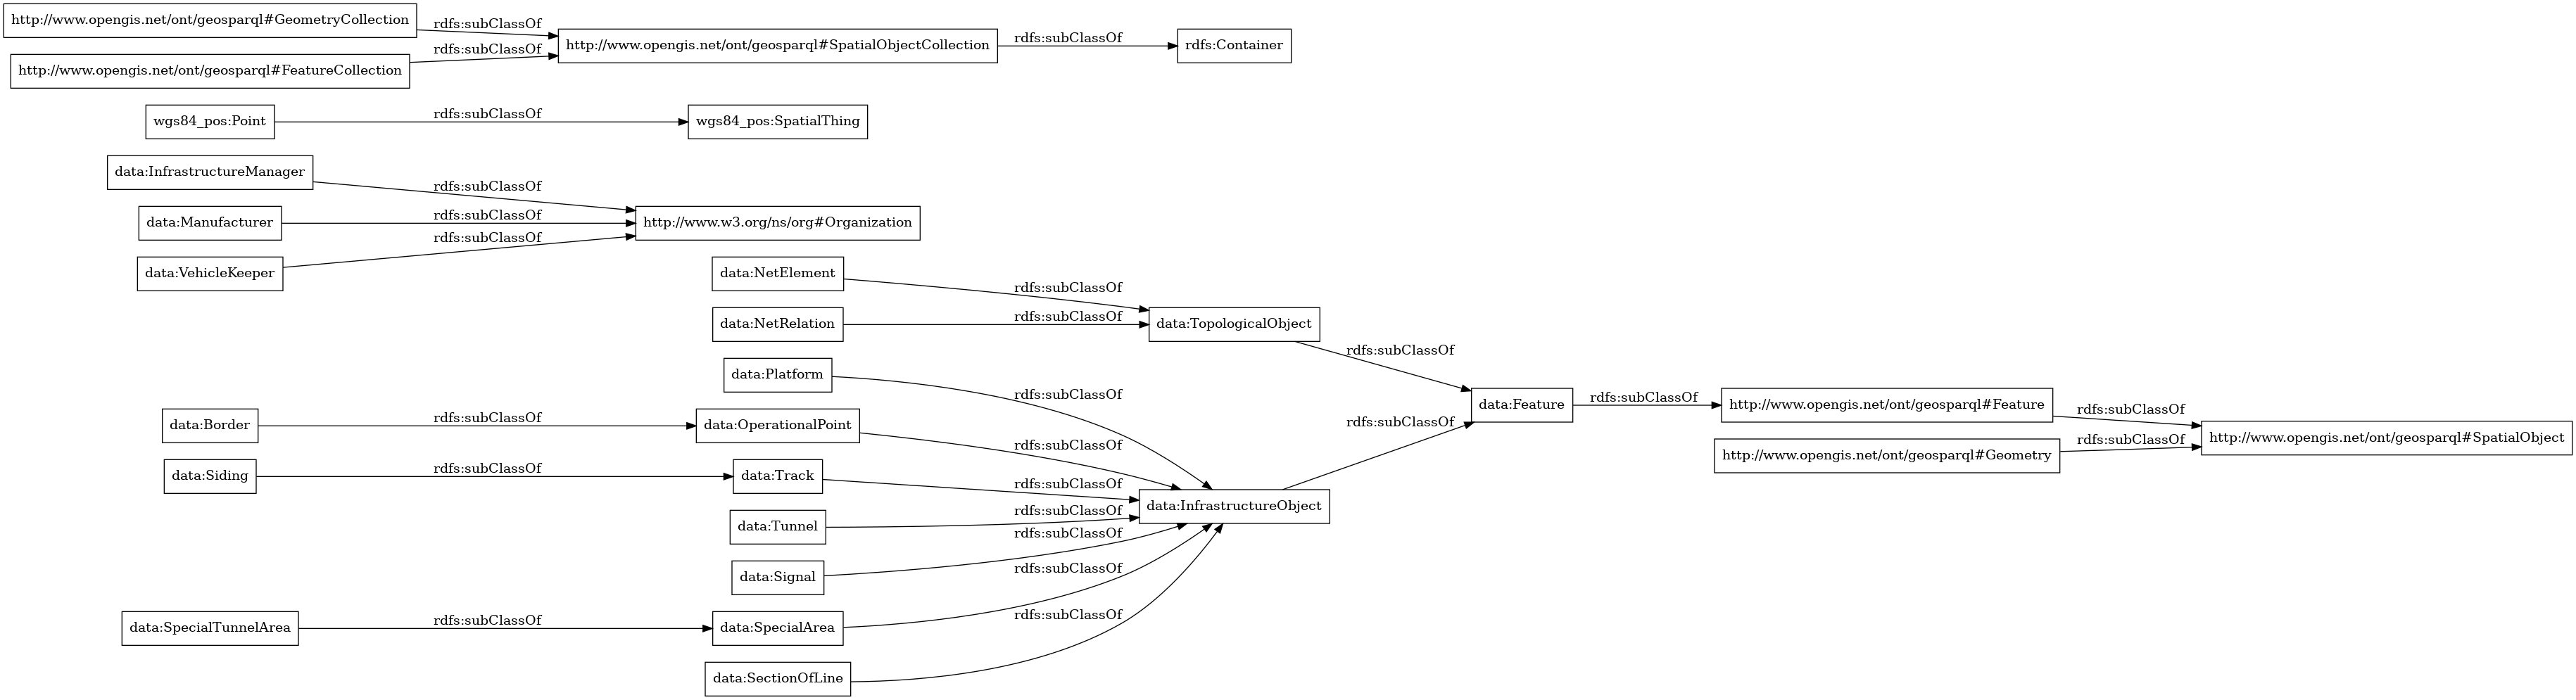 http://www.opengis.net/ont/geosparql#GeometryCollection
rdfs:subClassOf
http://www.opengis.net/ont/geosparql#SpatialObjectCollection
rdfs:subClassOf
rdfs:Container
http://www.opengis.net/ont/geosparql#FeatureCollection
rdfs:subClassOf
wgs84_pos:Point
rdfs:subClassOf
wgs84_pos:SpatialThing
data:InfrastructureManager
rdfs:subClassOf
data:Manufacturer
rdfs:subClassOf
http://www.w3.org/ns/org#Organization
data:VehicleKeeper
rdfs:subClassOf
data:NetElement
rdfs:subClassOf
data:NetRelation
rdfs:subClassOf
data:TopologicalObject
rdfs:subClassOf
data:Platform
rdfs:subClassOf
data:Feature
rdfs:subClassOf
http://www.opengis.net/ont/geosparql#Feature
rdfs:subClassOf
http://www.opengis.net/ont/geosparql#SpatialObject
http://www.opengis.net/ont/geosparql#Geometry
rdfs:subClassOf
data:Border
rdfs:subClassOf
data:OperationalPoint
rdfs:subClassOf
rdfs:subClassOf
data:Siding
rdfs:subClassOf
data:Track
rdfs:subClassOf
data:InfrastructureObject
data:Tunnel
rdfs:subClassOf
data:Signal
rdfs:subClassOf
data:SpecialTunnelArea
rdfs:subClassOf
data:SpecialArea
rdfs:subClassOf
data:SectionOfLine
rdfs:subClassOf